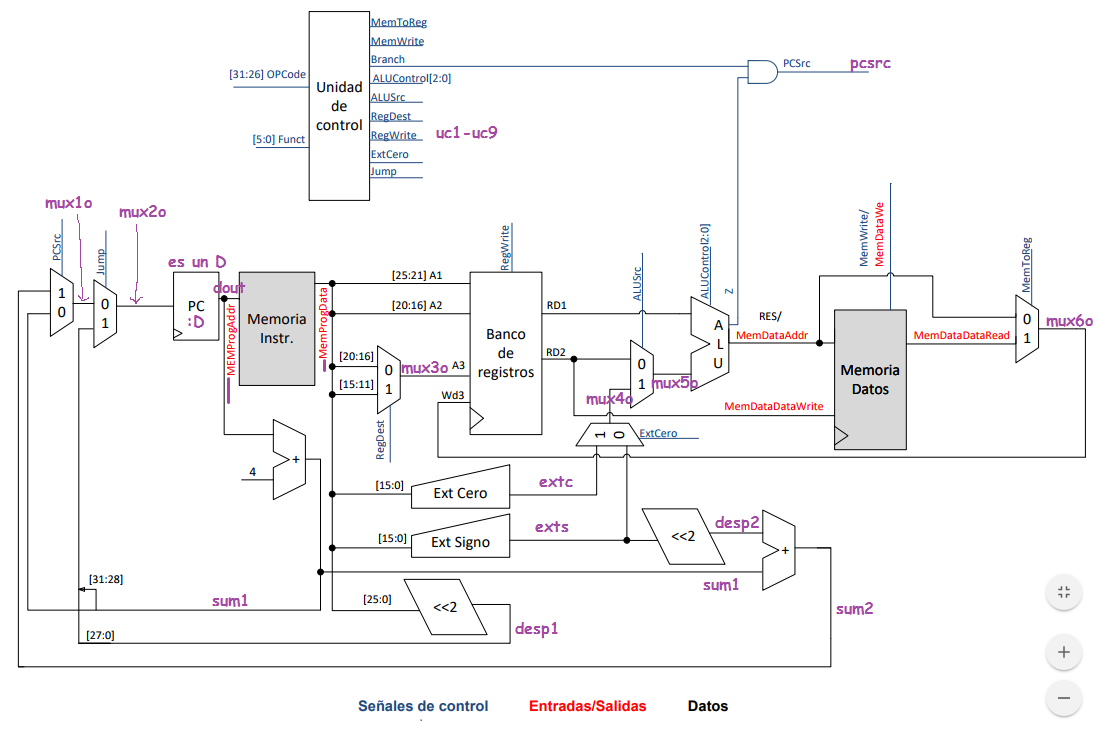 MemToReg
MemWrite
Branch
[31:26] OPCode
ALUControl[2:0]
Unidad
de
control
ALUSrc
RegDest
[5:0] Funct
RegWrite
uc1-uc9
ExtCero
Jump
PCSrc
pcsrc
mux1o
mux2o
PCSrc
Jump
es un D
dout
1
0
0
1
PC
:D
MEMProgAddr
Memoria
Instr.
MemProgData
[25:21] A1
[20:16] A2
[20:16]
[15:11]
0
1
mux3o
A3
Wd3
RegDest
RegWrite
Banco
de
registros
RD1
RD2
ALUSrc
ALUControl2:0]
Z
0
1
mux5o
mux4o
A
L
U
RES/
MemDataAddr
MemWrite/
MemDataWe
MemDataDataRead
MemDataDataWrite
Memoria
Datos
MemToReg
0
1
mux6o
1 0
ExtCero
4
+
[15:0]
Ext Cero
extc
[15:0]
Ext Signo
exts
<<2
desp2
+
sum1
sum2
[31:28]
sum1
[25:0]
<<2
desp1
[27:0]
Señales de control
Entradas/Salidas
Datos